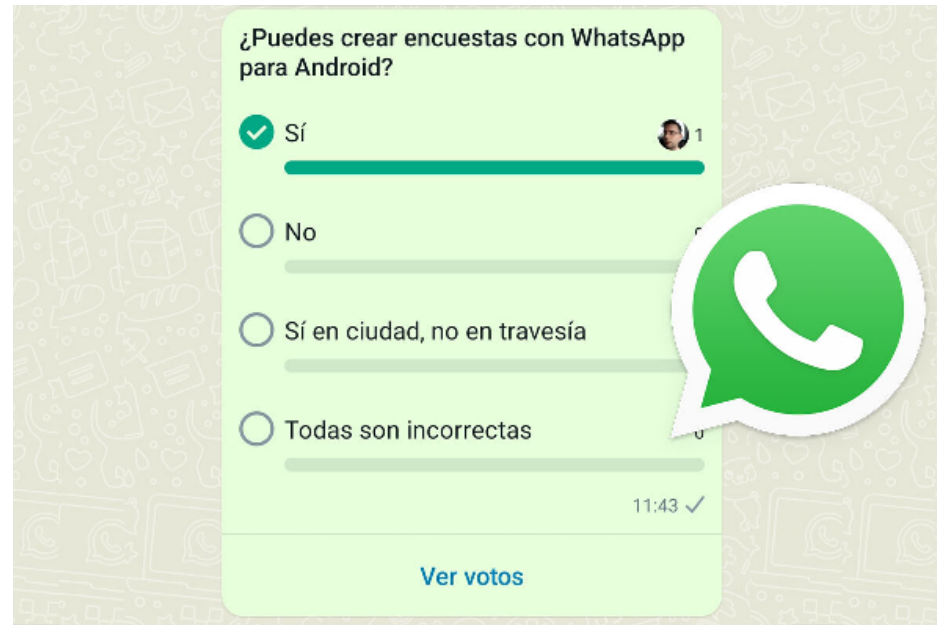 ¿Puedes crear encuestas con WhatsApp
para Android?
Sí 1
No
Sí en ciudad, no en travesía
Todas son incorrectas
11:43
Ver votos